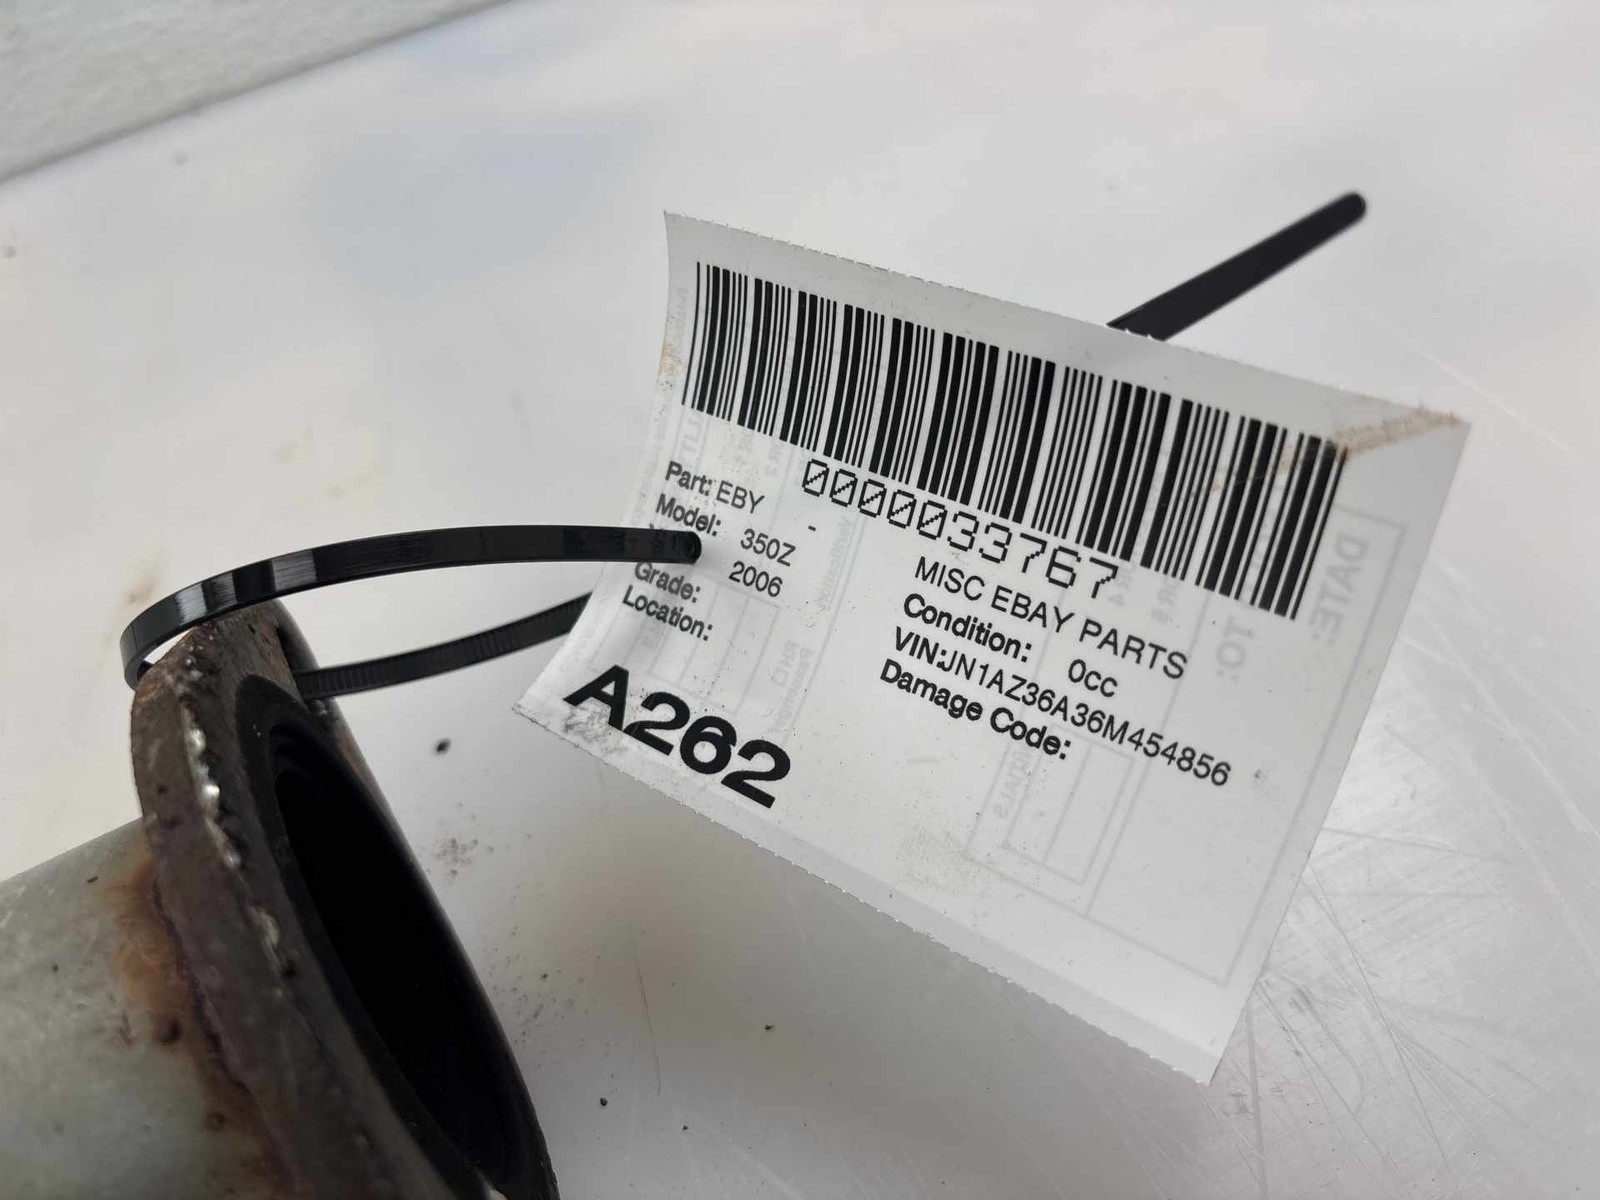 0000033767
Part: EBY - MISC EBAY PARTS
Model: 350Z Condition: 0cc
2006 VIN:JN1AZ36A36M454856
Grade: Damage Code:
Location:
A262
DATE:
TO: